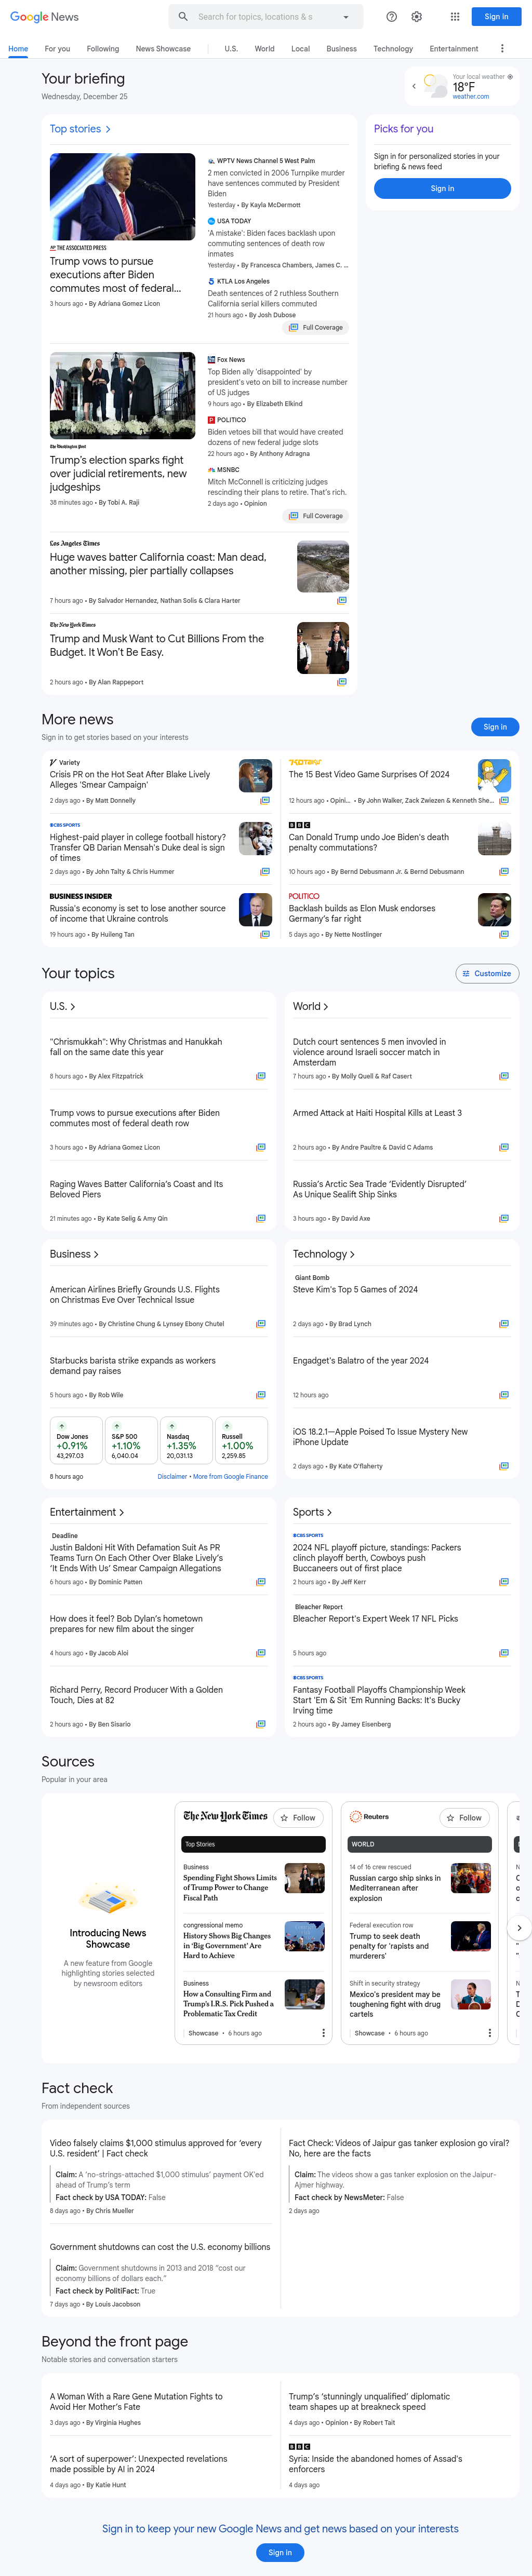 Google News
Search for topics, locations & s
Sign in
Home
For you
Following
News Showcase
U.S.
World
Local
Business
Technology
Entertainment
Your briefing
Wednesday, December 25
Your local weather
18°F
weather.com
Top stories
Picks for you
Sign in for personalized stories in your
briefing & news feed
Sign in
AP THE ASSOCIATED PRESS
Trump vows to pursue
executions after Biden
commutes most of federal...
3 hours ago • By Adriana Gomez Licon
WPTV News Channel 5 West Palm
2 men convicted in 2006 Turnpike murder
have sentences commuted by President
Biden
Yesterday • By Kayla McDermott
USA TODAY
'A mistake': Biden faces backlash upon
commuting sentences of death row
inmates
Yesterday • By Francesca Chambers, James C. ...
KTLA Los Angeles
Death sentences of 2 ruthless Southern
California serial killers commuted
21 hours ago • By Josh Dubose
Full Coverage
The Washington Post
Trump's election sparks fight
over judicial retirements, new
judgeships
38 minutes ago • By Tobi A. Raji
Fox News
Top Biden ally 'disappointed' by
president's veto on bill to increase number
of US judges
9 hours ago • By Elizabeth Elkind
POLITICO
Biden vetoes bill that would have created
dozens of new federal judge slots
22 hours ago • By Anthony Adragna
MSNBC
Mitch McConnell is criticizing judges
rescinding their plans to retire. That's rich.
2 days ago • Opinion
Full Coverage
Los Angeles Times
Huge waves batter California coast: Man dead,
another missing, pier partially collapses
7 hours ago • By Salvador Hernandez, Nathan Solis & Clara Harter
The New York Times
Trump and Musk Want to Cut Billions From the
Budget. It Won't Be Easy.
2 hours ago • By Alan Rappeport
More news
Sign in to get stories based on your interests
Sign in
Variety
Crisis PR on the Hot Seat After Blake Lively
Alleges 'Smear Campaign'
2 days ago • By Matt Donnelly
KOTAKU
The 15 Best Video Game Surprises Of 2024
12 hours ago • Opini... • By John Walker, Zack Zwiezen & Kenneth She...
CBS SPORTS
Highest-paid player in college football history?
Transfer QB Darian Mensah's Duke deal is sign
of times
2 days ago • By John Talty & Chris Hummer
BBC
Can Donald Trump undo Joe Biden's death
penalty commutations?
10 hours ago • By Bernd Debusmann Jr. & Bernd Debusmann
BUSINESS INSIDER
Russia's economy is set to lose another source
of income that Ukraine controls
19 hours ago • By Huileng Tan
POLITICO
Backlash builds as Elon Musk endorses
Germany's far right
5 days ago • By Nette Nostlinger
Your topics
Customize
U.S.
"Chrismukkah": Why Christmas and Hanukkah
fall on the same date this year
8 hours ago • By Alex Fitzpatrick
Trump vows to pursue executions after Biden
commutes most of federal death row
3 hours ago • By Adriana Gomez Licon
Raging Waves Batter California's Coast and Its
Beloved Piers
21 minutes ago • By Kate Selig & Amy Qin
World
Dutch court sentences 5 men invovled in
violence around Israeli soccer match in
Amsterdam
7 hours ago • By Molly Quell & Raf Casert
Armed Attack at Haiti Hospital Kills at Least 3
2 hours ago • By Andre Paultre & David C Adams
Russia's Arctic Sea Trade 'Evidently Disrupted'
As Unique Sealift Ship Sinks
3 hours ago • By David Axe
Business
American Airlines Briefly Grounds U.S. Flights
on Christmas Eve Over Technical Issue
39 minutes ago • By Christine Chung & Lynsey Ebony Chutel
Starbucks barista strike expands as workers
demand pay raises
5 hours ago • By Rob Wile
Dow Jones
+0.91%
43,297.03
S&P 500
+1.10%
6,040.04
Nasdaq
+1.35%
20,031.13
Russell
+1.00%
2,259.85
8 hours ago
Disclaimer • More from Google Finance
Technology
Giant Bomb
Steve Kim's Top 5 Games of 2024
2 days ago • By Brad Lynch
Engadget's Balatro of the year 2024
12 hours ago
iOS 18.2.1—Apple Poised To Issue Mystery New
iPhone Update
2 days ago • By Kate O'flaherty
Entertainment
Deadline
Justin Baldoni Hit With Defamation Suit As PR
Teams Turn On Each Other Over Blake Lively's
'It Ends With Us' Smear Campaign Allegations
6 hours ago • By Dominic Patten
How does it feel? Bob Dylan's hometown
prepares for new film about the singer
4 hours ago • By Jacob Aloi
Richard Perry, Record Producer With a Golden
Touch, Dies at 82
2 hours ago • By Ben Sisario
Sports
CBS SPORTS
2024 NFL playoff picture, standings: Packers
clinch playoff berth, Cowboys push
Buccaneers out of first place
2 hours ago • By Jeff Kerr
Bleacher Report
Bleacher Report's Expert Week 17 NFL Picks
5 hours ago
CBS SPORTS
Fantasy Football Playoffs Championship Week
Start 'Em & Sit 'Em Running Backs: It's Bucky
Irving time
2 hours ago • By Jamey Eisenberg
Sources
Popular in your area
Introducing News
Showcase
A new feature from Google
highlighting stories selected
by newsroom editors
The New York Times
Follow
Top Stories
Business
Spending Fight Shows Limits
of Trump Power to Change
Fiscal Path
congressional memo
History Shows Big Changes
in 'Big Government' Are
Hard to Achieve
Business
How a Consulting Firm and
Trump's I.R.S. Pick Pushed a
Problematic Tax Credit
Showcase • 6 hours ago
Reuters
Follow
WORLD
14 of 16 crew rescued
Russian cargo ship sinks in
Mediterranean after
explosion
Federal execution row
Trump to seek death
penalty for 'rapists and
murderers'
Shift in security strategy
Mexico's president may be
toughening fight with drug
cartels
Showcase • 6 hours ago
Fact check
From independent sources
Video falsely claims $1,000 stimulus approved for 'every
U.S. resident' | Fact check
Claim: A 'no-strings-attached $1,000 stimulus' payment OK'ed
ahead of Trump's term
Fact check by USA TODAY: False
8 days ago • By Chris Mueller
Fact Check: Videos of Jaipur gas tanker explosion go viral?
No, here are the facts
Claim: The videos show a gas tanker explosion on the Jaipur-
Ajmer highway.
Fact check by NewsMeter: False
2 days ago
Government shutdowns can cost the U.S. economy billions
Claim: Government shutdowns in 2013 and 2018 "cost our
economy billions of dollars each."
Fact check by PolitiFact: True
7 days ago • By Louis Jacobson
Beyond the front page
Notable stories and conversation starters
A Woman With a Rare Gene Mutation Fights to
Avoid Her Mother's Fate
3 days ago • By Virginia Hughes
Trump's 'stunningly unqualified' diplomatic
team shapes up at breakneck speed
4 days ago • Opinion • By Robert Tait
'A sort of superpower': Unexpected revelations
made possible by AI in 2024
4 days ago • By Katie Hunt
BBC
Syria: Inside the abandoned homes of Assad's
enforcers
4 days ago
Sign in to keep your new Google News and get news based on your interests
Sign in